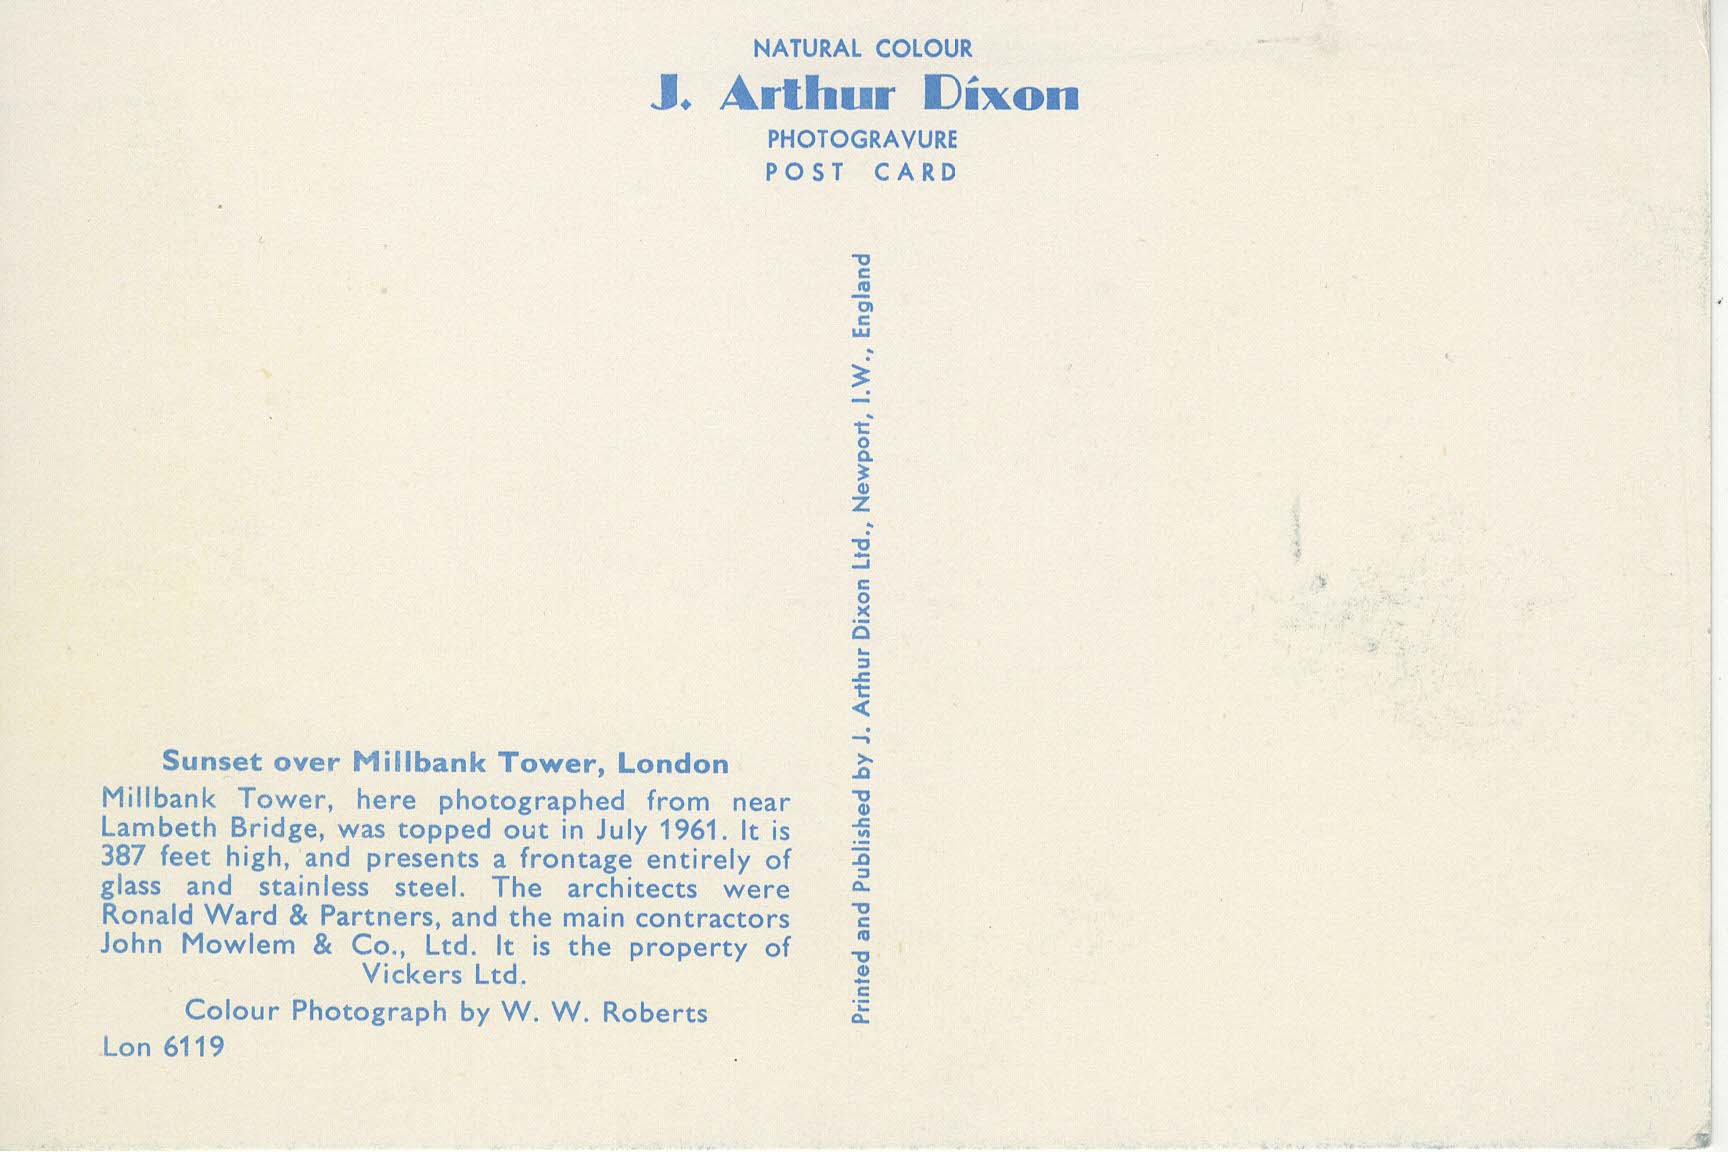 NATURAL COLOUR
J. Arthur Dixon
PHOTOGRAVURE
POST CARD
Printed and Published by J. Arthur Dixon Ltd., Newport, I.W., England
Sunset over Millbank Tower, London
Millbank Tower, here photographed from near
Lambeth Bridge, was topped out in July 1961. It is
387 feet high, and presents a frontage entirely of
glass and stainless steel. The architects were
Ronald Ward & Partners, and the main contractors
John Mowlem & Co., Ltd. It is the property of
Vickers Ltd.
Colour Photograph by W. W. Roberts
Lon 6119